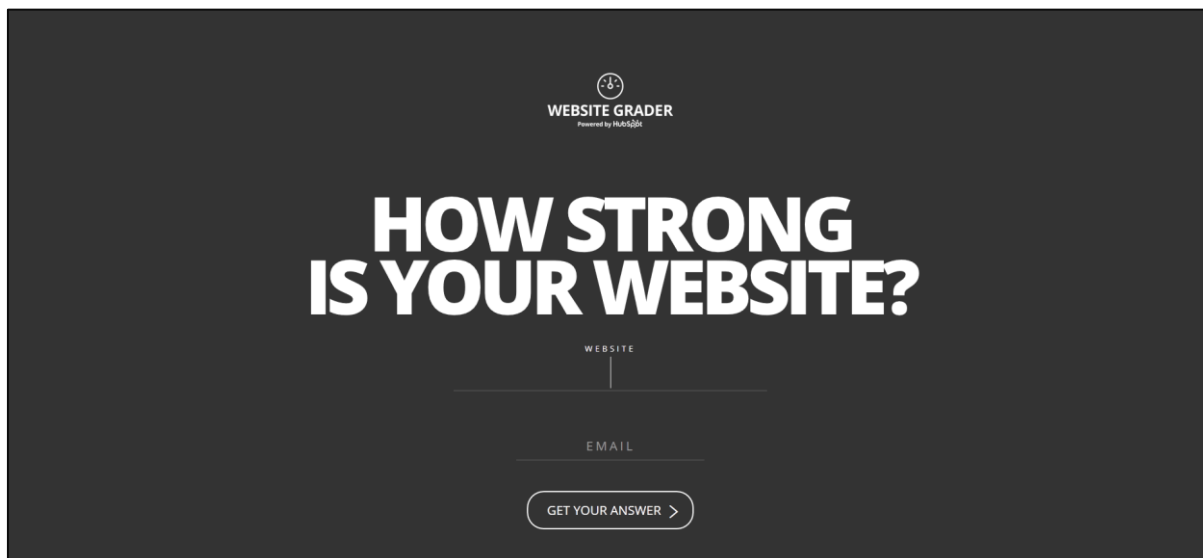 WEBSITE GRADER
Powered by HubSpot
HOW STRONG
IS YOUR WEBSITE?
WEBSITE
EMAIL
GET YOUR ANSWER